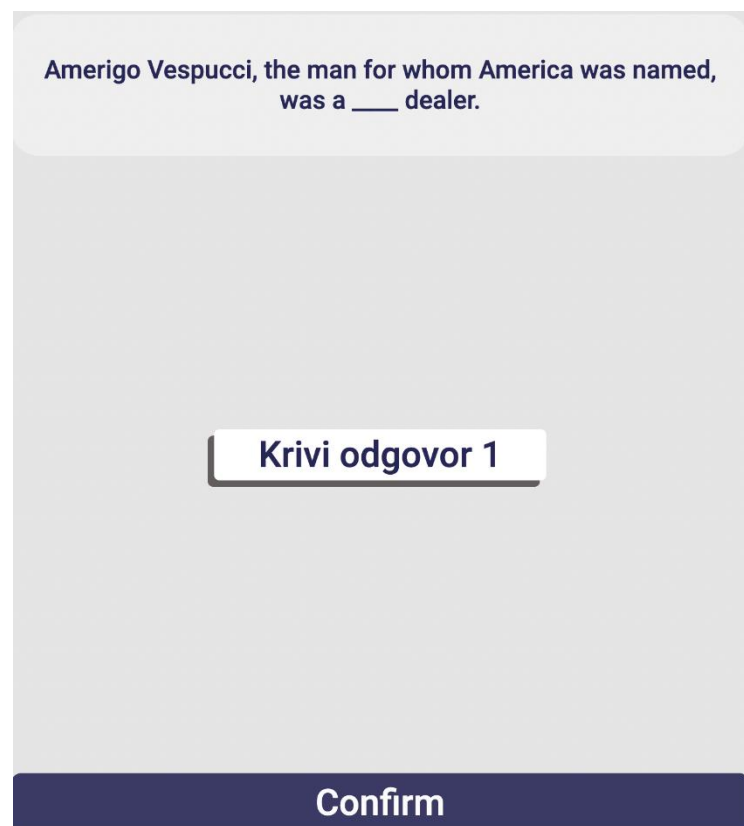 Amerigo Vespucci, the man for whom America was named,
was a ____ dealer.
Krivi odgovor 1
Confirm